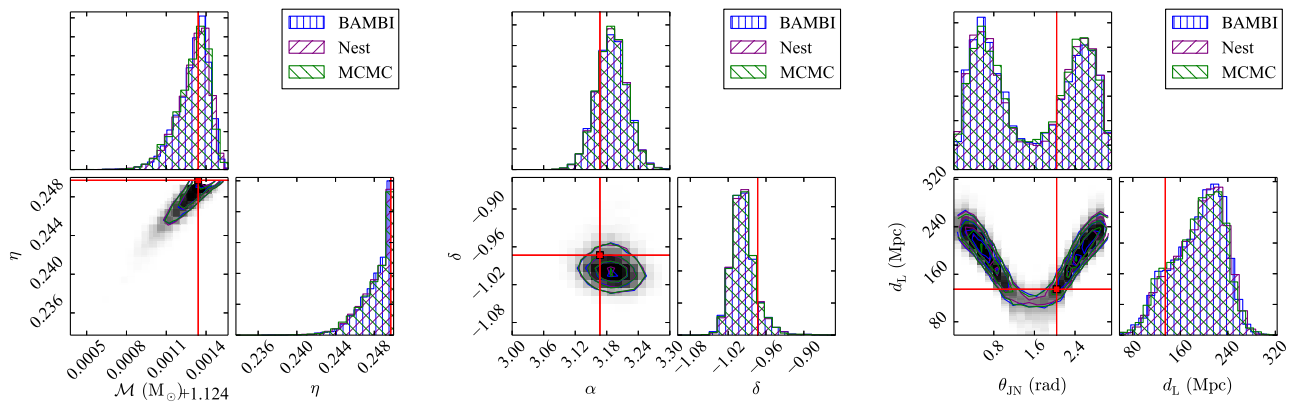 BAMBI
Nest
MCMC
η
0.248
0.244
0.240
0.236
0.0005
0.0008
0.0011
0.0014
ℳ (M⊙)
+1.124
0.236
0.240
0.244
0.248
η
BAMBI
Nest
MCMC
δ
−0.90
−0.96
−1.02
−1.08
3.00
3.06
3.12
3.18
3.24
3.30
α
−1.08
−1.02
−0.96
−0.90
δ
BAMBI
Nest
MCMC
d_L (Mpc)
320
240
160
80
0.8
1.6
2.4
θ_JN (rad)
80
160
240
320
d_L (Mpc)